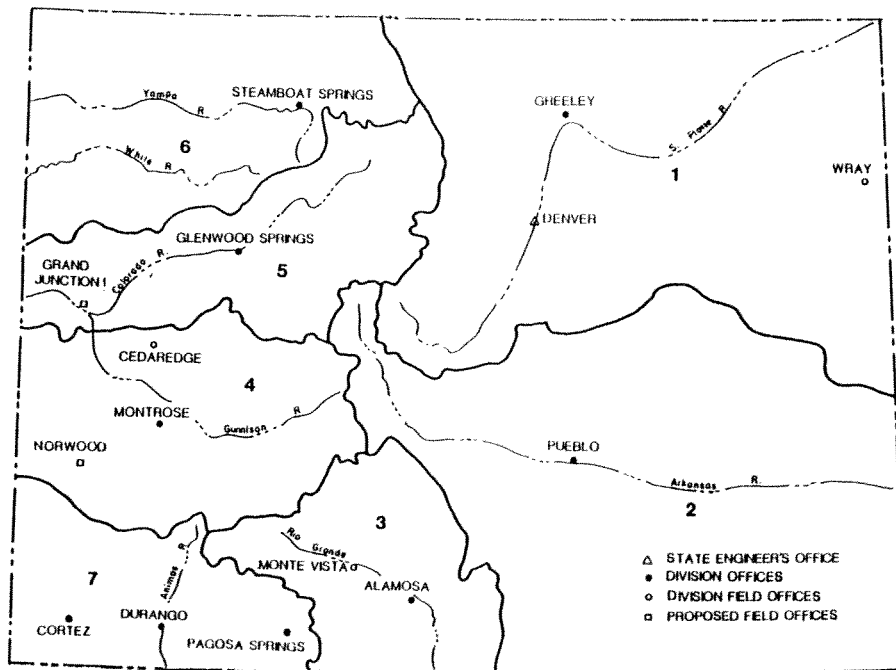 Yampa R
STEAMBOAT SPRINGS
GREELEY
S. Platte R.
6
White R
1
WRAY
DENVER
GLENWOOD SPRINGS
Colorado R
5
GRAND
JUNCTION
CEDAREDGE
4
MONTROSE
Gunnison R
NORWOOD
PUEBLO
Arkansas R.
2
3
Rio Grande
MONTE VISTA
ALAMOSA
7
Animas R
CORTEZ
DURANGO
PAGOSA SPRINGS
STATE ENGINEER'S OFFICE
DIVISION OFFICES
DIVISION FIELD OFFICES
PROPOSED FIELD OFFICES